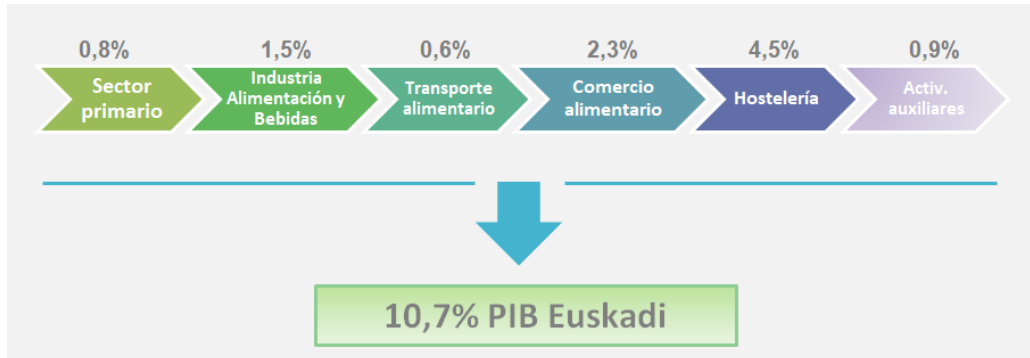 0,8%
1,5%
0,6%
2,3%
4,5%
0,9%
Sector
primario
Industria
Alimentación y
Bebidas
Transporte
alimentario
Comercio
alimentario
Hostelería
Activ.
auxiliares
10,7% PIB Euskadi